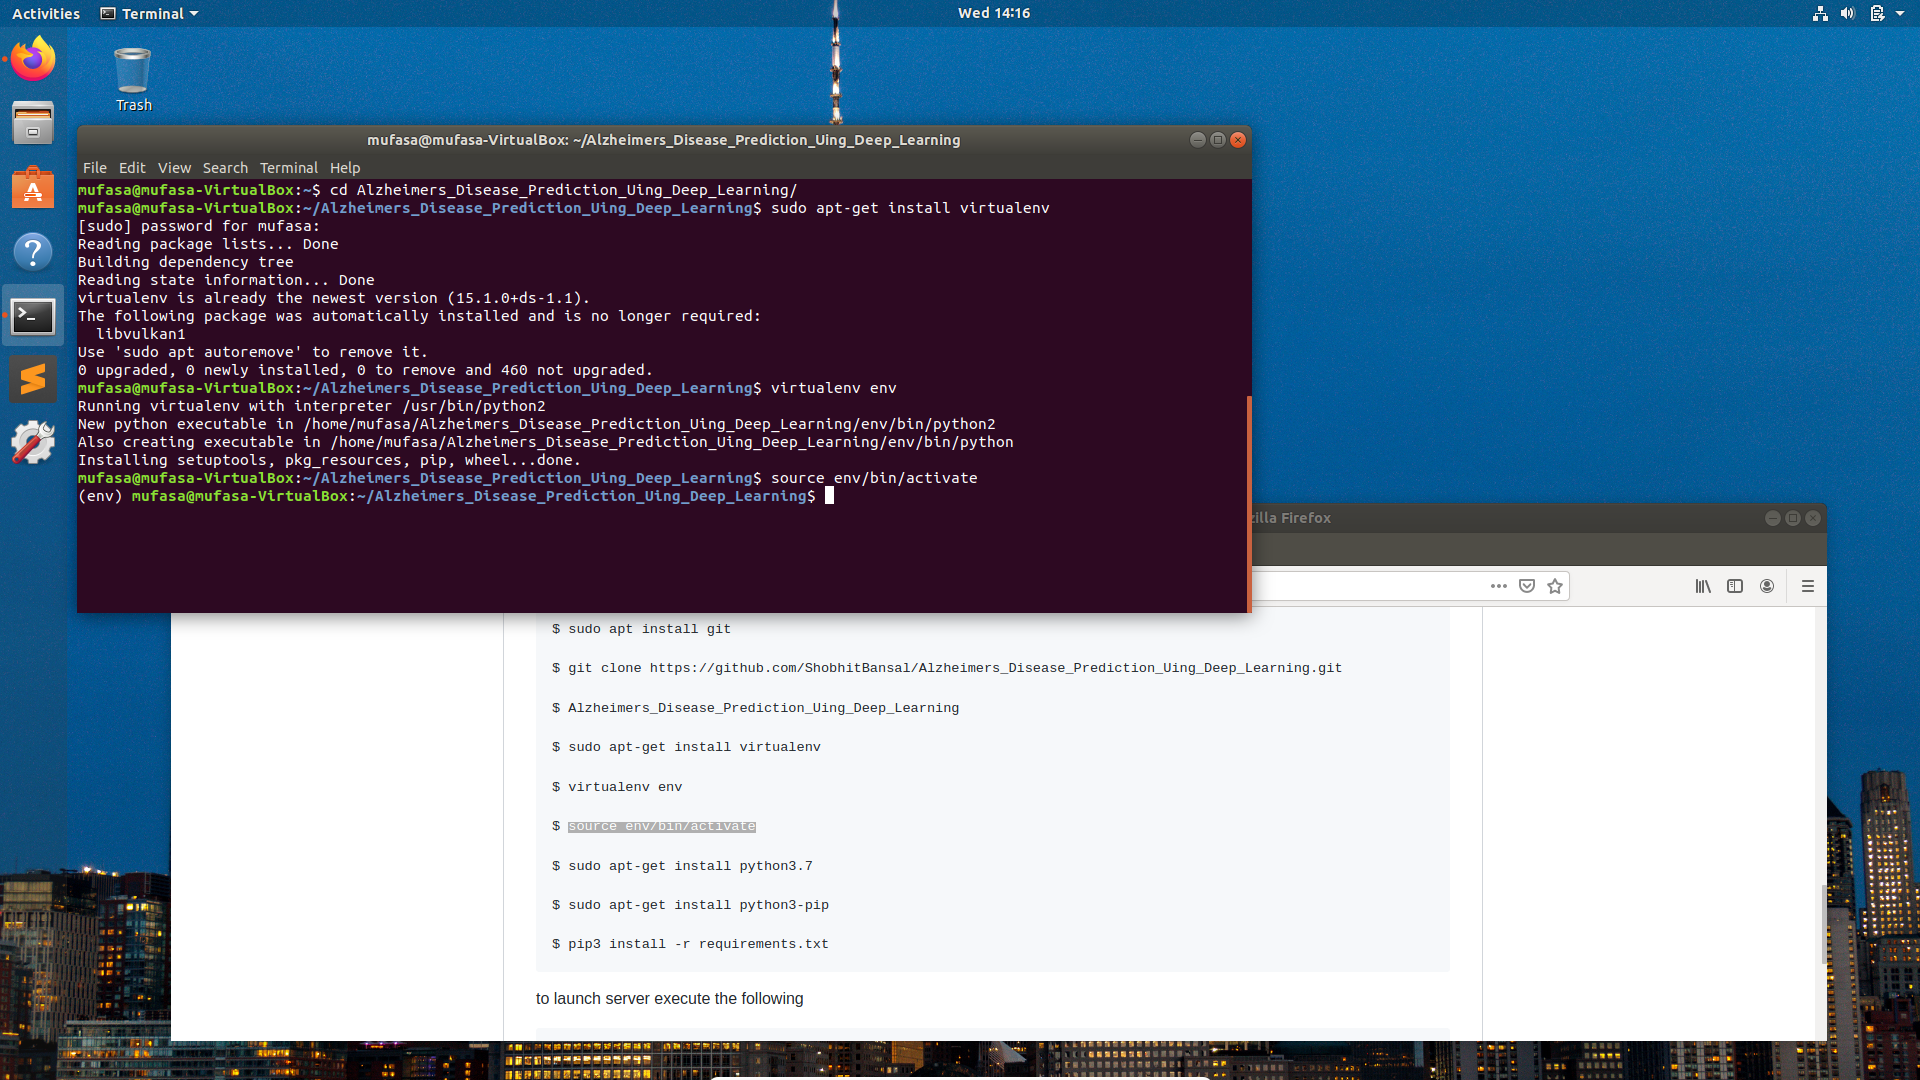 Activities
Terminal
Wed 14:16
Trash
mufasa@mufasa-VirtualBox: ~/Alzheimers_Disease_Prediction_Uing_Deep_Learning
File Edit View Search Terminal Help
mufasa@mufasa-VirtualBox:~$ cd Alzheimers_Disease_Prediction_Uing_Deep_Learning/
mufasa@mufasa-VirtualBox:~/Alzheimers_Disease_Prediction_Uing_Deep_Learning$ sudo apt-get install virtualenv
[sudo] password for mufasa:
Reading package lists... Done
Building dependency tree
Reading state information... Done
virtualenv is already the newest version (15.1.0+ds-1.1).
The following package was automatically installed and is no longer required:
  libvulkan1
Use 'sudo apt autoremove' to remove it.
0 upgraded, 0 newly installed, 0 to remove and 460 not upgraded.
mufasa@mufasa-VirtualBox:~/Alzheimers_Disease_Prediction_Uing_Deep_Learning$ virtualenv env
Running virtualenv with interpreter /usr/bin/python2
New python executable in /home/mufasa/Alzheimers_Disease_Prediction_Uing_Deep_Learning/env/bin/python2
Also creating executable in /home/mufasa/Alzheimers_Disease_Prediction_Uing_Deep_Learning/env/bin/python
Installing setuptools, pkg_resources, pip, wheel...done.
mufasa@mufasa-VirtualBox:~/Alzheimers_Disease_Prediction_Uing_Deep_Learning$ source env/bin/activate
(env) mufasa@mufasa-VirtualBox:~/Alzheimers_Disease_Prediction_Uing_Deep_Learning$
zilla Firefox
$ sudo apt install git
$ git clone https://github.com/ShobhitBansal/Alzheimers_Disease_Prediction_Uing_Deep_Learning.git
$ Alzheimers_Disease_Prediction_Uing_Deep_Learning
$ sudo apt-get install virtualenv
$ virtualenv env
$ source env/bin/activate
$ sudo apt-get install python3.7
$ sudo apt-get install python3-pip
$ pip3 install -r requirements.txt
to launch server execute the following